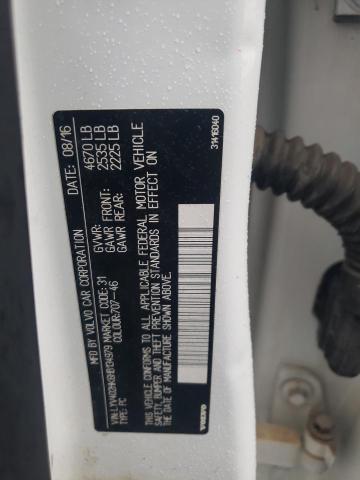 MFD BY VOLVO CAR CORPORATION DATE: 08/16
GVWR: 4670 LB
GAWR FRONT: 2535 LB
GAWR REAR: 2225 LB
MARKET CODE: 31
COLOUR:707-46
TYPE: PC
THIS VEHICLE CONFORMS TO ALL APPLICABLE FEDERAL MOTOR VEHICLE
SAFETY, BUMPER AND THEFT PREVENTION STANDARDS IN EFFECT ON
THE DATE OF MANUFACTURE SHOWN ABOVE
VOLVO
31416040